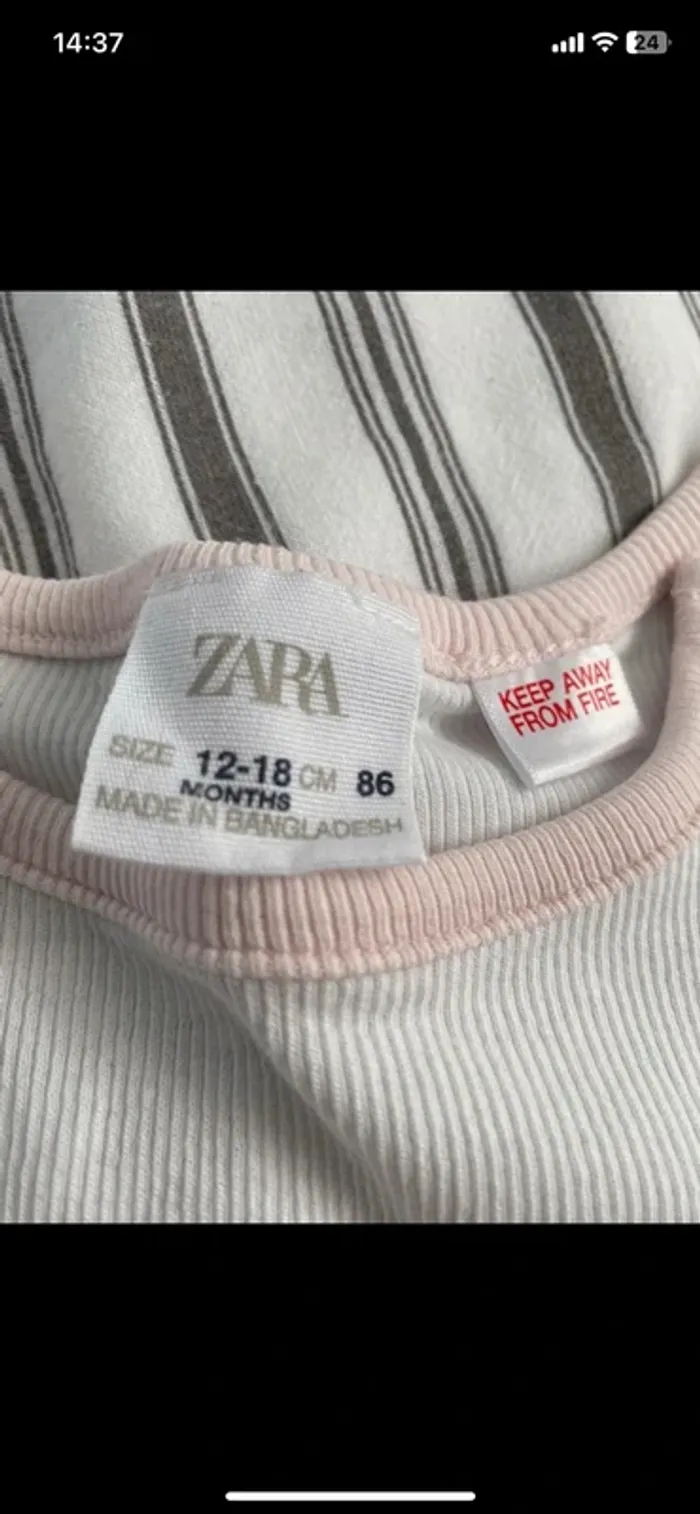 14:37
24
ZARA
SIZE 12-18 CM 86
MONTHS
MADE IN BANGLADESH
KEEP AWAY
FROM FIRE